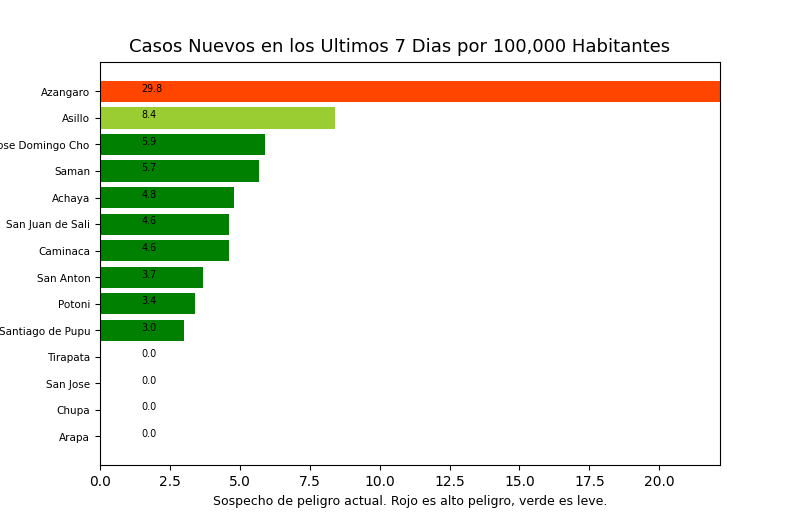 Casos Nuevos en los Ultimos 7 Dias por 100,000 Habitantes
Azangaro 29.8
Asillo 8.4
ose Domingo Cho 5.9
Saman 5.7
Achaya 4.8
San Juan de Sali 4.6
Caminaca 4.6
San Anton 3.7
Potoni 3.4
Santiago de Pupu 3.0
Tirapata 0.0
San Jose 0.0
Chupa 0.0
Arapa 0.0
0.0 2.5 5.0 7.5 10.0 12.5 15.0 17.5 20.0
Sospecho de peligro actual. Rojo es alto peligro, verde es leve.